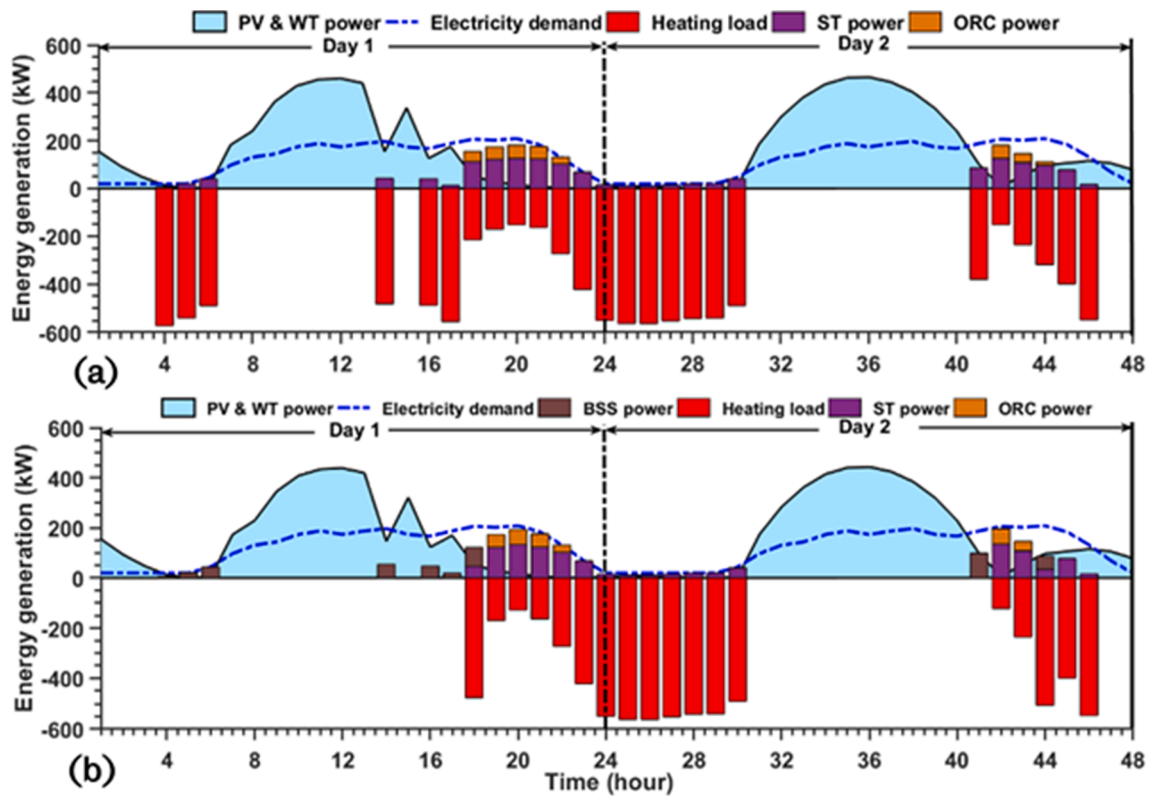 PV & WT power Electricity demand Heating load ST power ORC power
Day 1 Day 2
Energy generation (kW)
600
400
200
0
-200
-400
-600
4 8 12 16 20 24 28 32 36 40 44 48
(a)
PV & WT power Electricity demand BSS power Heating load ST power ORC power
Day 1 Day 2
Energy generation (kW)
600
400
200
0
-200
-400
-600
4 8 12 16 20 24 28 32 36 40 44 48
(b)
Time (hour)